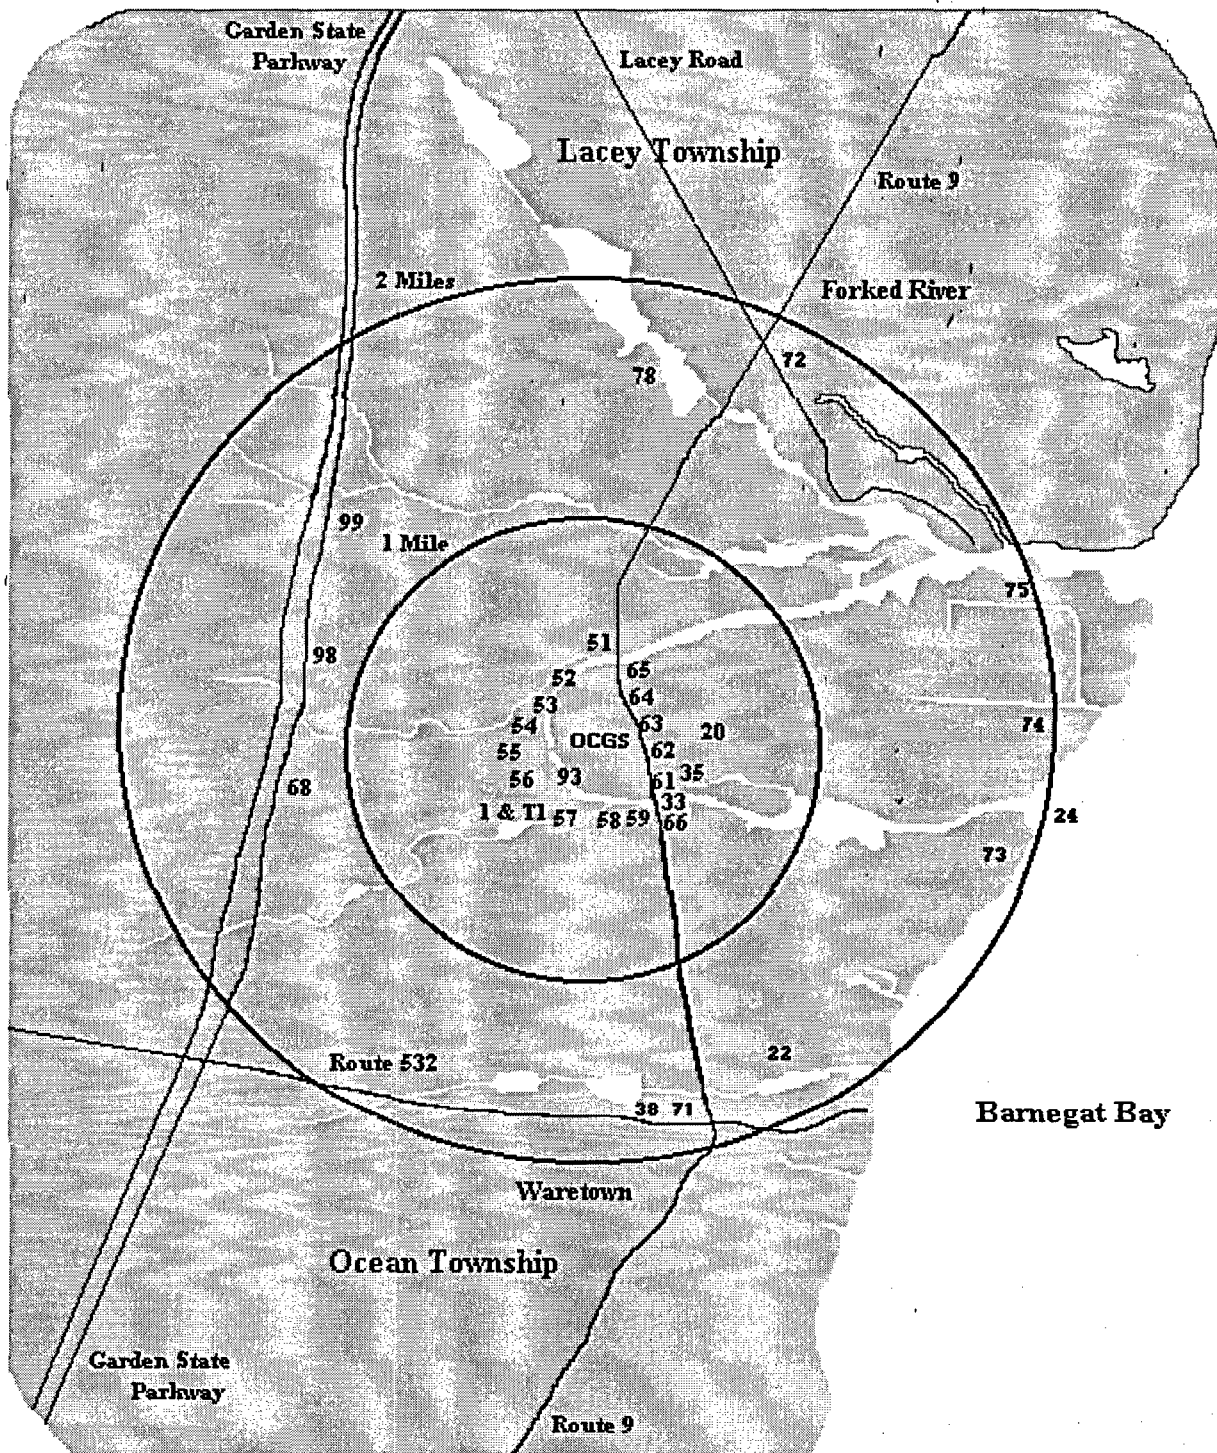 Garden State
Parkway
Lacey Road
Lacey Township
Route 9
2 Miles
Forked River
72
78
99
1 Mile
75
51
98
65
52
64
53
54
63
20
74
OCGS
55
62
56
93
61
35
68
33
1 & T1
57
58
59
66
24
73
22
Route 532
38
71
Barnegat Bay
Waretown
Ocean Township
Garden State
Parkway
Route 9